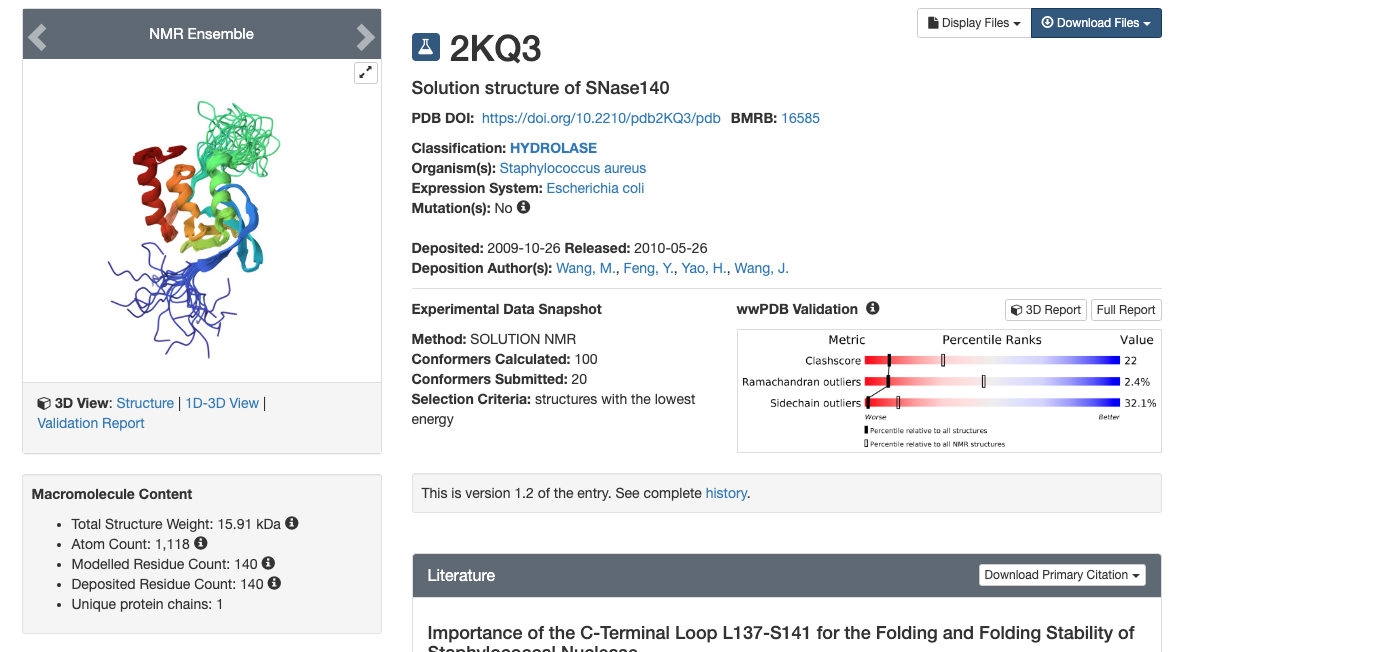 NMR Ensemble
3D View: Structure | 1D-3D View |
Validation Report
Macromolecule Content
Total Structure Weight: 15.91 kDa
Atom Count: 1,118
Modelled Residue Count: 140
Deposited Residue Count: 140
Unique protein chains: 1
Display Files
Download Files
2KQ3
Solution structure of SNase140
PDB DOI: https://doi.org/10.2210/pdb2KQ3/pdb BMRB: 16585
Classification: HYDROLASE
Organism(s): Staphylococcus aureus
Expression System: Escherichia coli
Mutation(s): No
Deposited: 2009-10-26 Released: 2010-05-26
Deposition Author(s): Wang, M., Feng, Y., Yao, H., Wang, J.
Experimental Data Snapshot
Method: SOLUTION NMR
Conformers Calculated: 100
Conformers Submitted: 20
Selection Criteria: structures with the lowest
energy
wwPDB Validation
3D Report
Full Report
Metric Percentile Ranks Value
Clashscore 22
Ramachandran outliers 2.4%
Sidechain outliers 32.1%
Worse Better
Percentile relative to all structures
Percentile relative to all NMR structures
This is version 1.2 of the entry. See complete history.
Literature
Download Primary Citation
Importance of the C-Terminal Loop L137-S141 for the Folding and Folding Stability of
Staphylococcal Nuclease